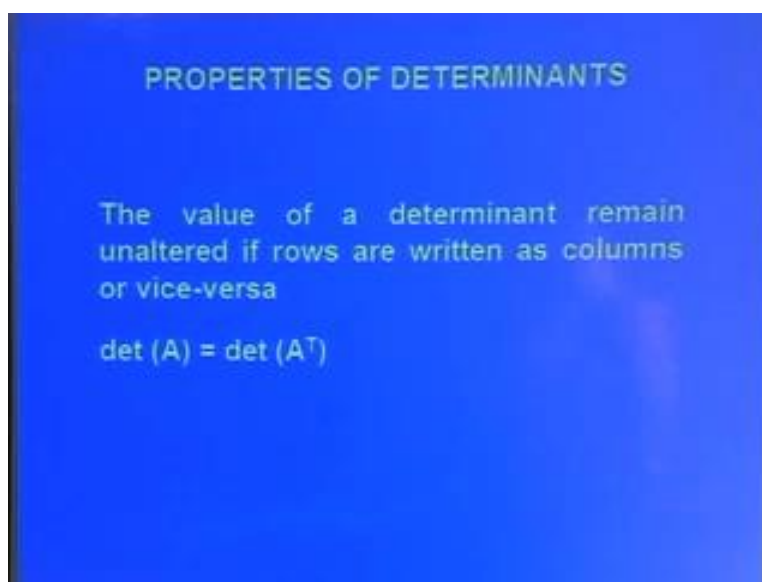 PROPERTIES OF DETERMINANTS
The value of a determinant remain
unaltered if rows are written as columns
or vice-versa
det (A) = det (Aᵀ)